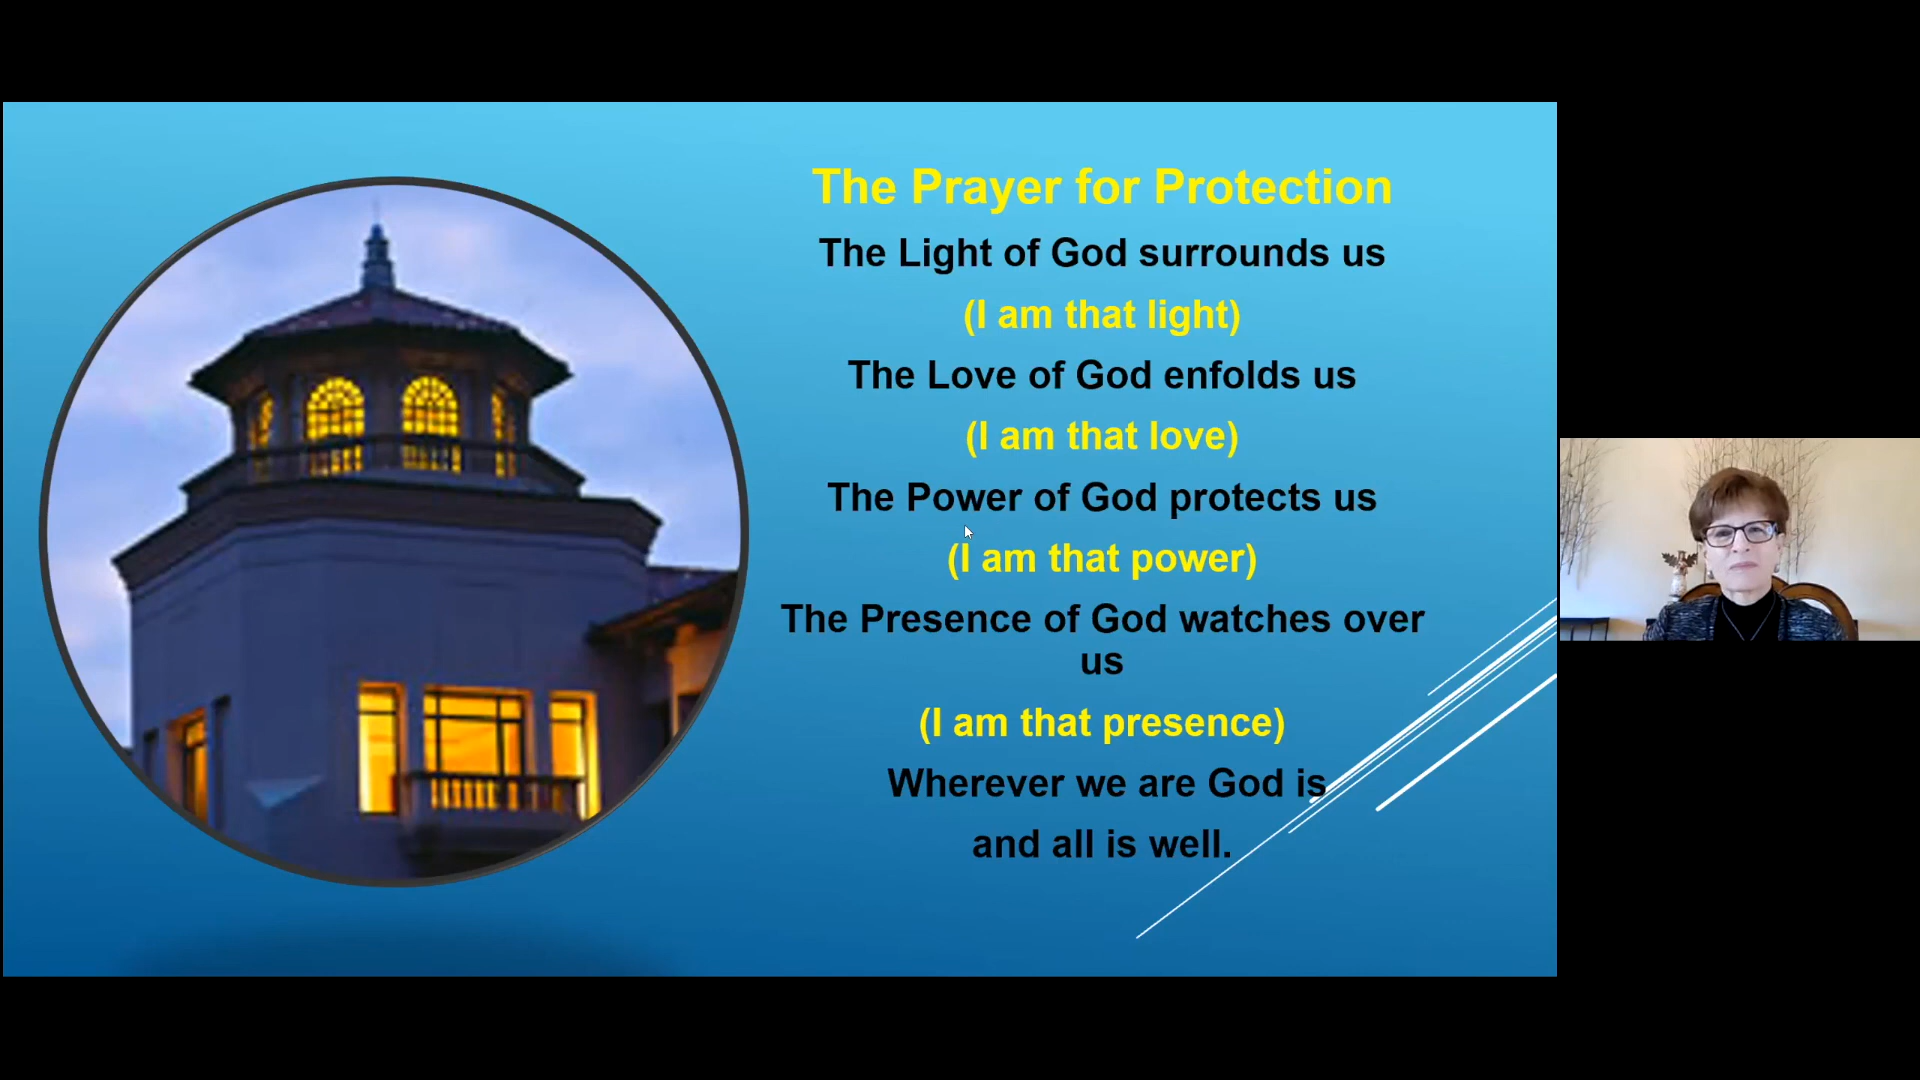 The Prayer for Protection
The Light of God surrounds us
(I am that light)
The Love of God enfolds us
(I am that love)
The Power of God protects us
(I am that power)
The Presence of God watches over
us
(I am that presence)
Wherever we are God is
and all is well.